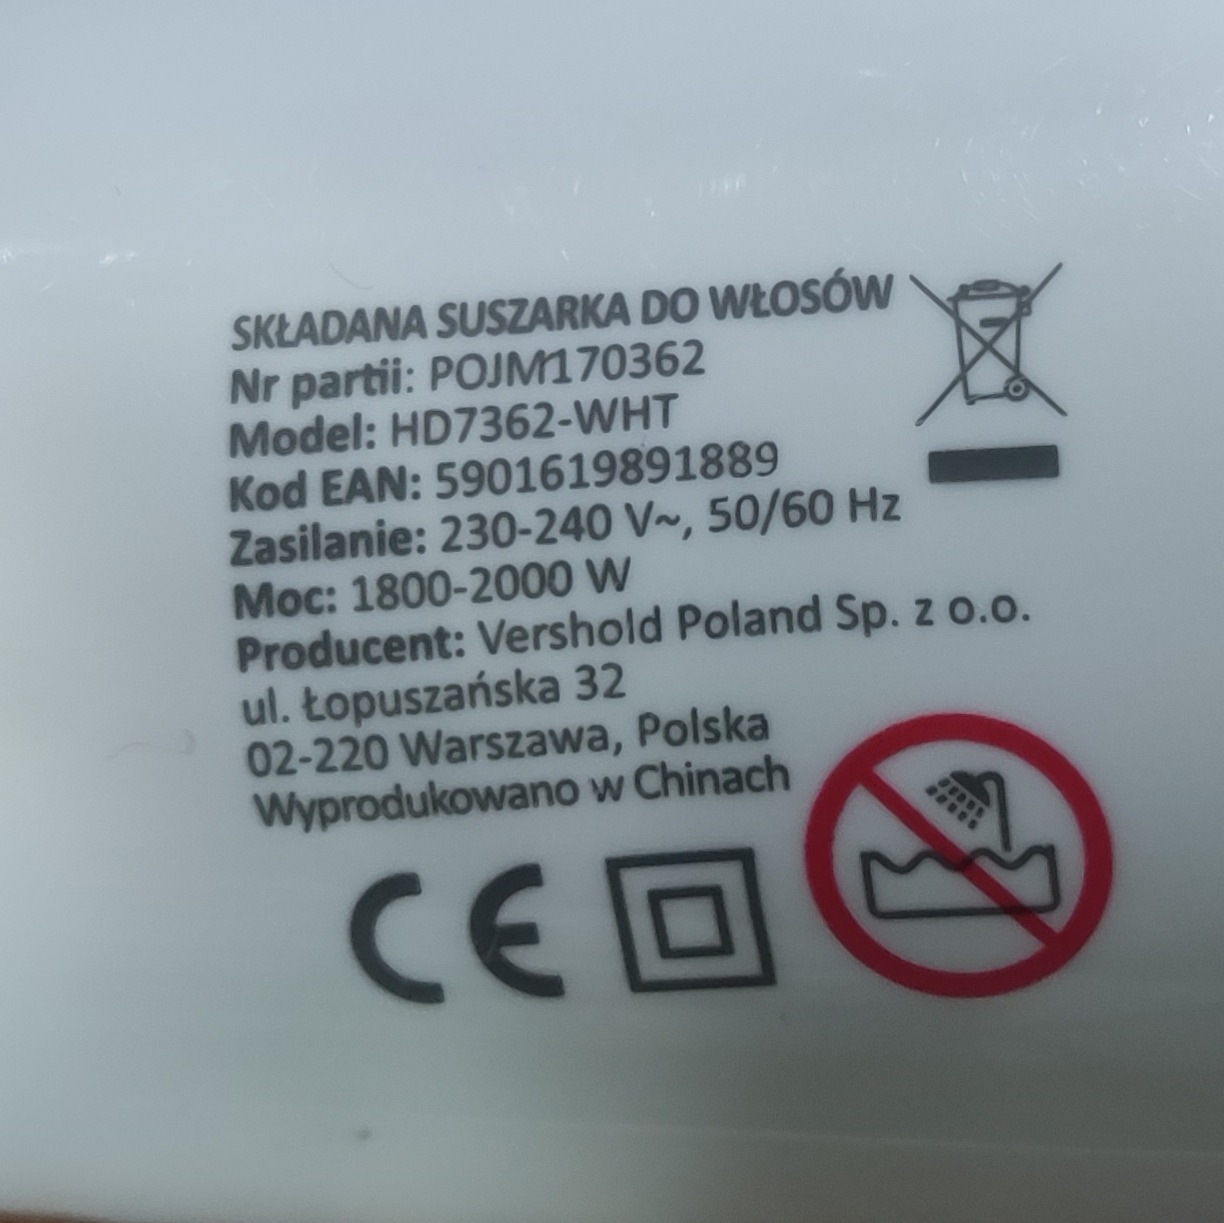 SKŁADANA SUSZARKA DO WŁOSÓW
Nr partii: POJM170362
Model: HD7362-WHT
Kod EAN: 5901619891889
Zasilanie: 230-240 V~, 50/60 Hz
Moc: 1800-2000 W
Producent: Vershold Poland Sp. z o.o.
ul. Łopuszańska 32
02-220 Warszawa, Polska
Wyprodukowano w Chinach
CE